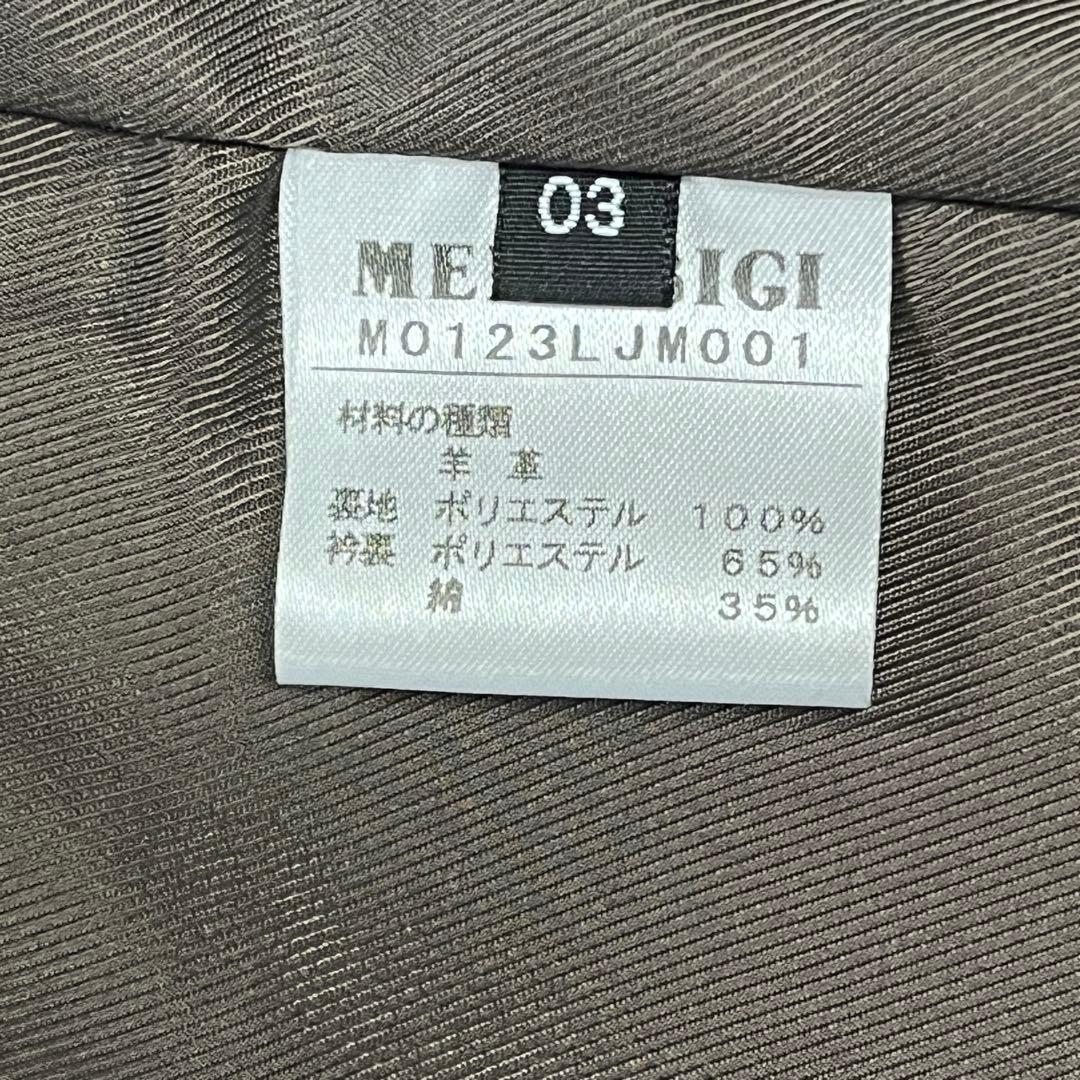 03
ME IGI
M0123LJM001
材料の種類
羊 革
裏地 ポリエステル 100%
衿裏 ポリエステル 65%
綿 35%